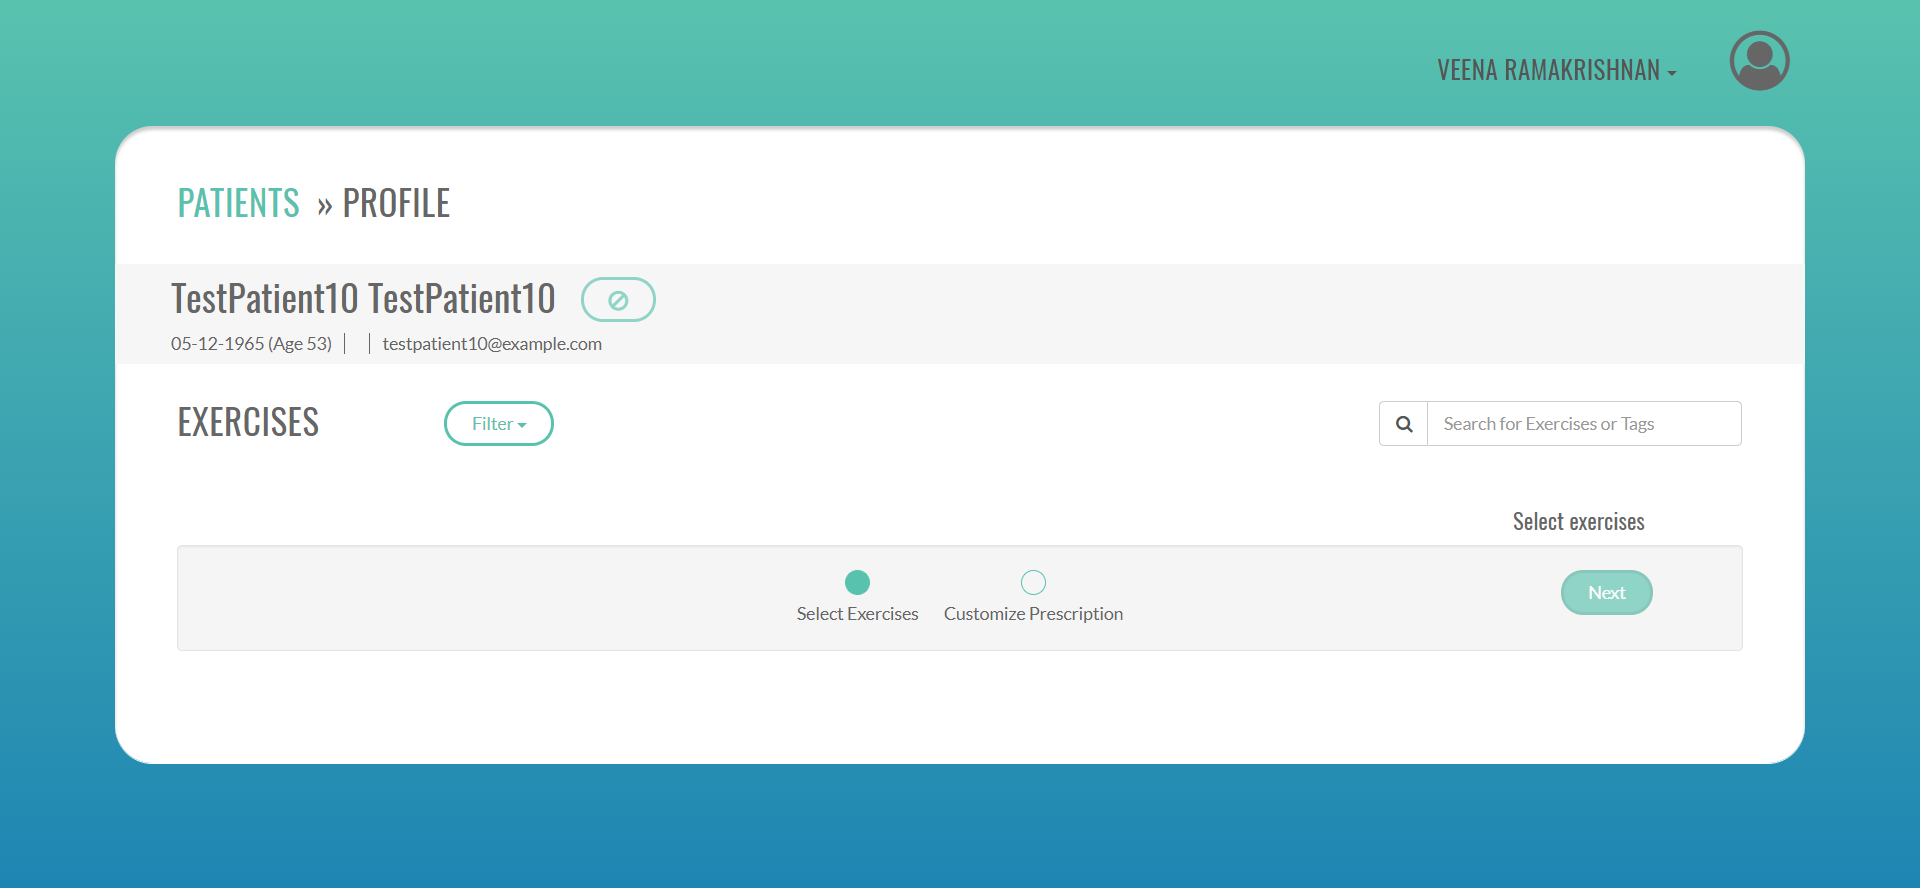 VEENA RAMAKRISHNAN
PATIENTS » PROFILE
TestPatient10 TestPatient10
05-12-1965 (Age 53) | | testpatient10@example.com
EXERCISES Filter Search for Exercises or Tags
Select exercises
Select Exercises Customize Prescription Next